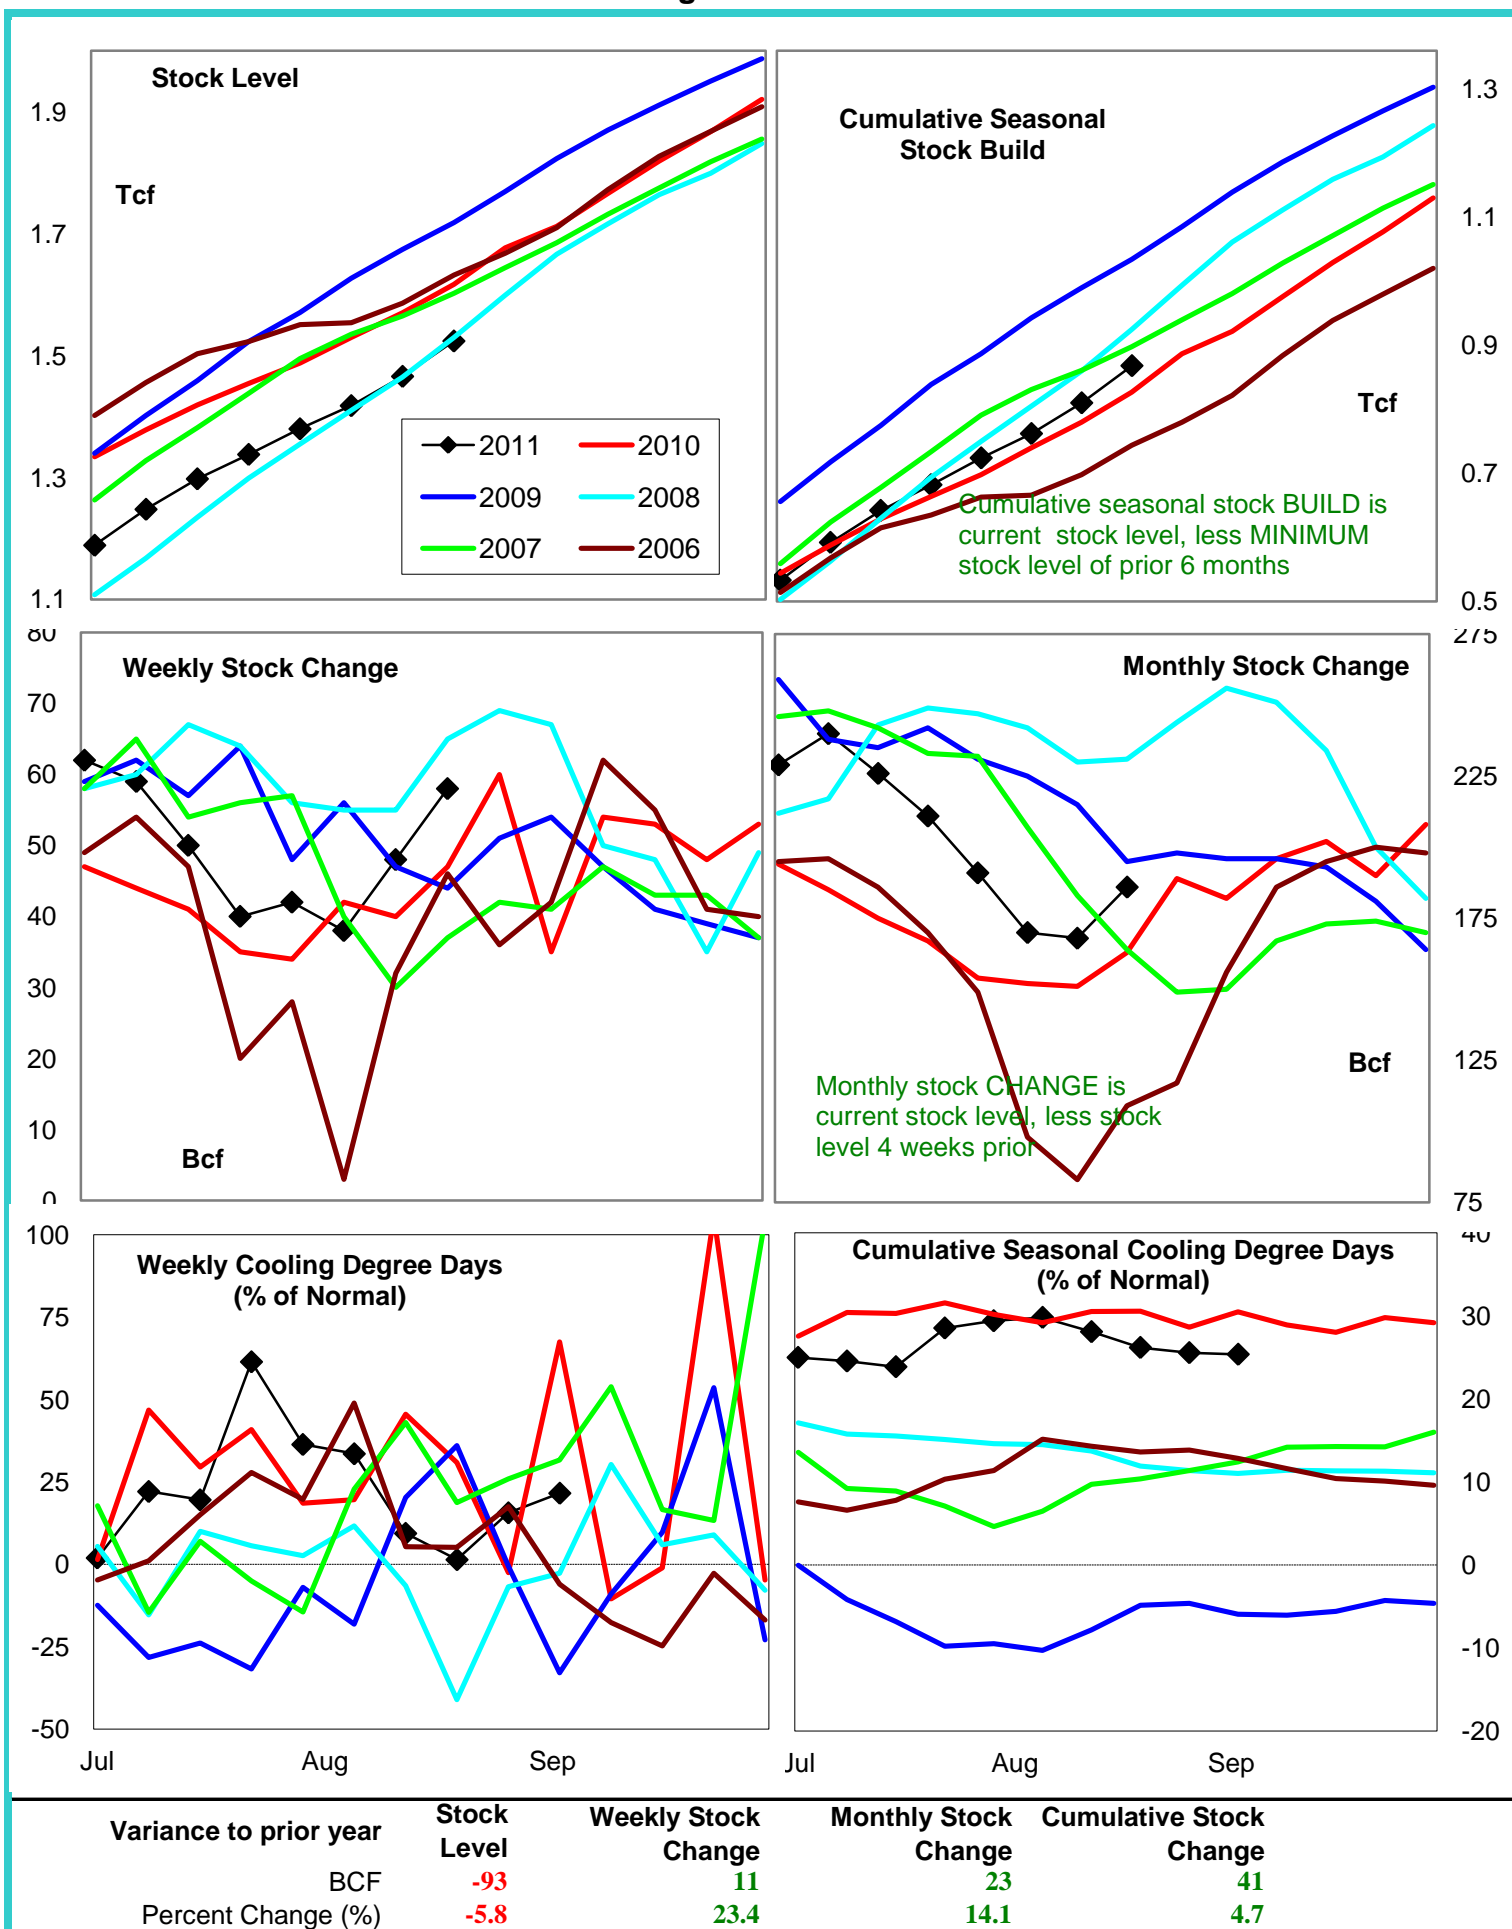 Stock Level
Tcf
1.9
1.7
1.5
1.3
1.1
2011
2010
2009
2008
2007
2006
Cumulative Seasonal
Stock Build
Tcf
1.3
1.1
0.9
0.7
0.5
Cumulative seasonal stock BUILD is
current stock level, less MINIMUM
stock level of prior 6 months
Weekly Stock Change
80
70
60
50
40
30
20
10
0
Bcf
Monthly Stock Change
275
225
175
125
75
Bcf
Monthly stock CHANGE is
current stock level, less stock
level 4 weeks prior
Weekly Cooling Degree Days
(% of Normal)
100
75
50
25
0
-25
-50
Jul Aug Sep
Cumulative Seasonal Cooling Degree Days
(% of Normal)
40
30
20
10
0
-10
-20
Jul Aug Sep
Variance to prior year
Stock
Level
Weekly Stock
Change
Monthly Stock
Change
Cumulative Stock
Change
BCF -93 11 23 41
Percent Change (%) -5.8 23.4 14.1 4.7